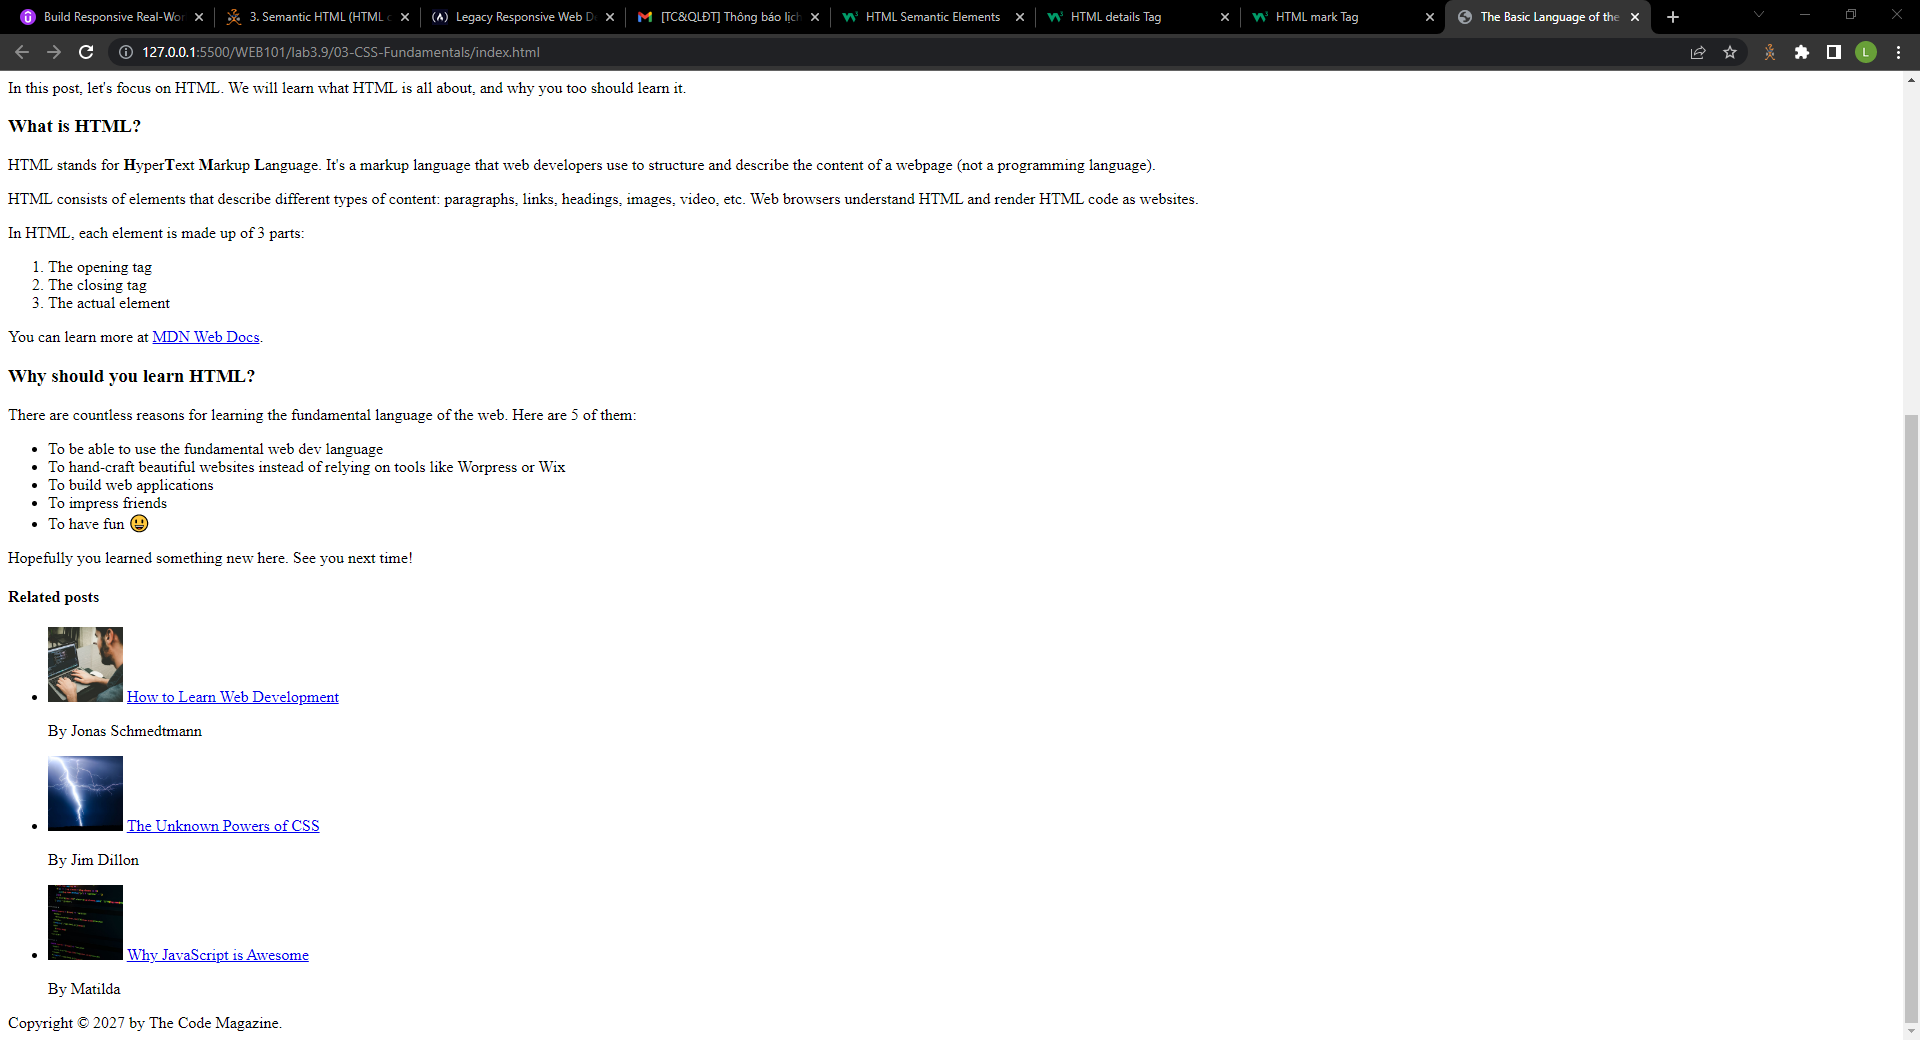 Build Responsive Real-Wor
3. Semantic HTML (HTML c
Legacy Responsive Web D
[TC&QLĐT] Thông báo lịch
HTML Semantic Elements
HTML details Tag
HTML mark Tag
The Basic Language of the
127.0.0.1:5500/WEB101/lab3.9/03-CSS-Fundamentals/index.html
L
In this post, let's focus on HTML. We will learn what HTML is all about, and why you too should learn it.
What is HTML?
HTML stands for HyperText Markup Language. It's a markup language that web developers use to structure and describe the content of a webpage (not a programming language).
HTML consists of elements that describe different types of content: paragraphs, links, headings, images, video, etc. Web browsers understand HTML and render HTML code as websites.
In HTML, each element is made up of 3 parts:
1. The opening tag
2. The closing tag
3. The actual element
You can learn more at MDN Web Docs.
Why should you learn HTML?
There are countless reasons for learning the fundamental language of the web. Here are 5 of them:
• To be able to use the fundamental web dev language
• To hand-craft beautiful websites instead of relying on tools like Worpress or Wix
• To build web applications
• To impress friends
• To have fun 😃
Hopefully you learned something new here. See you next time!
Related posts
• How to Learn Web Development
By Jonas Schmedtmann
• The Unknown Powers of CSS
By Jim Dillon
• Why JavaScript is Awesome
By Matilda
Copyright © 2027 by The Code Magazine.